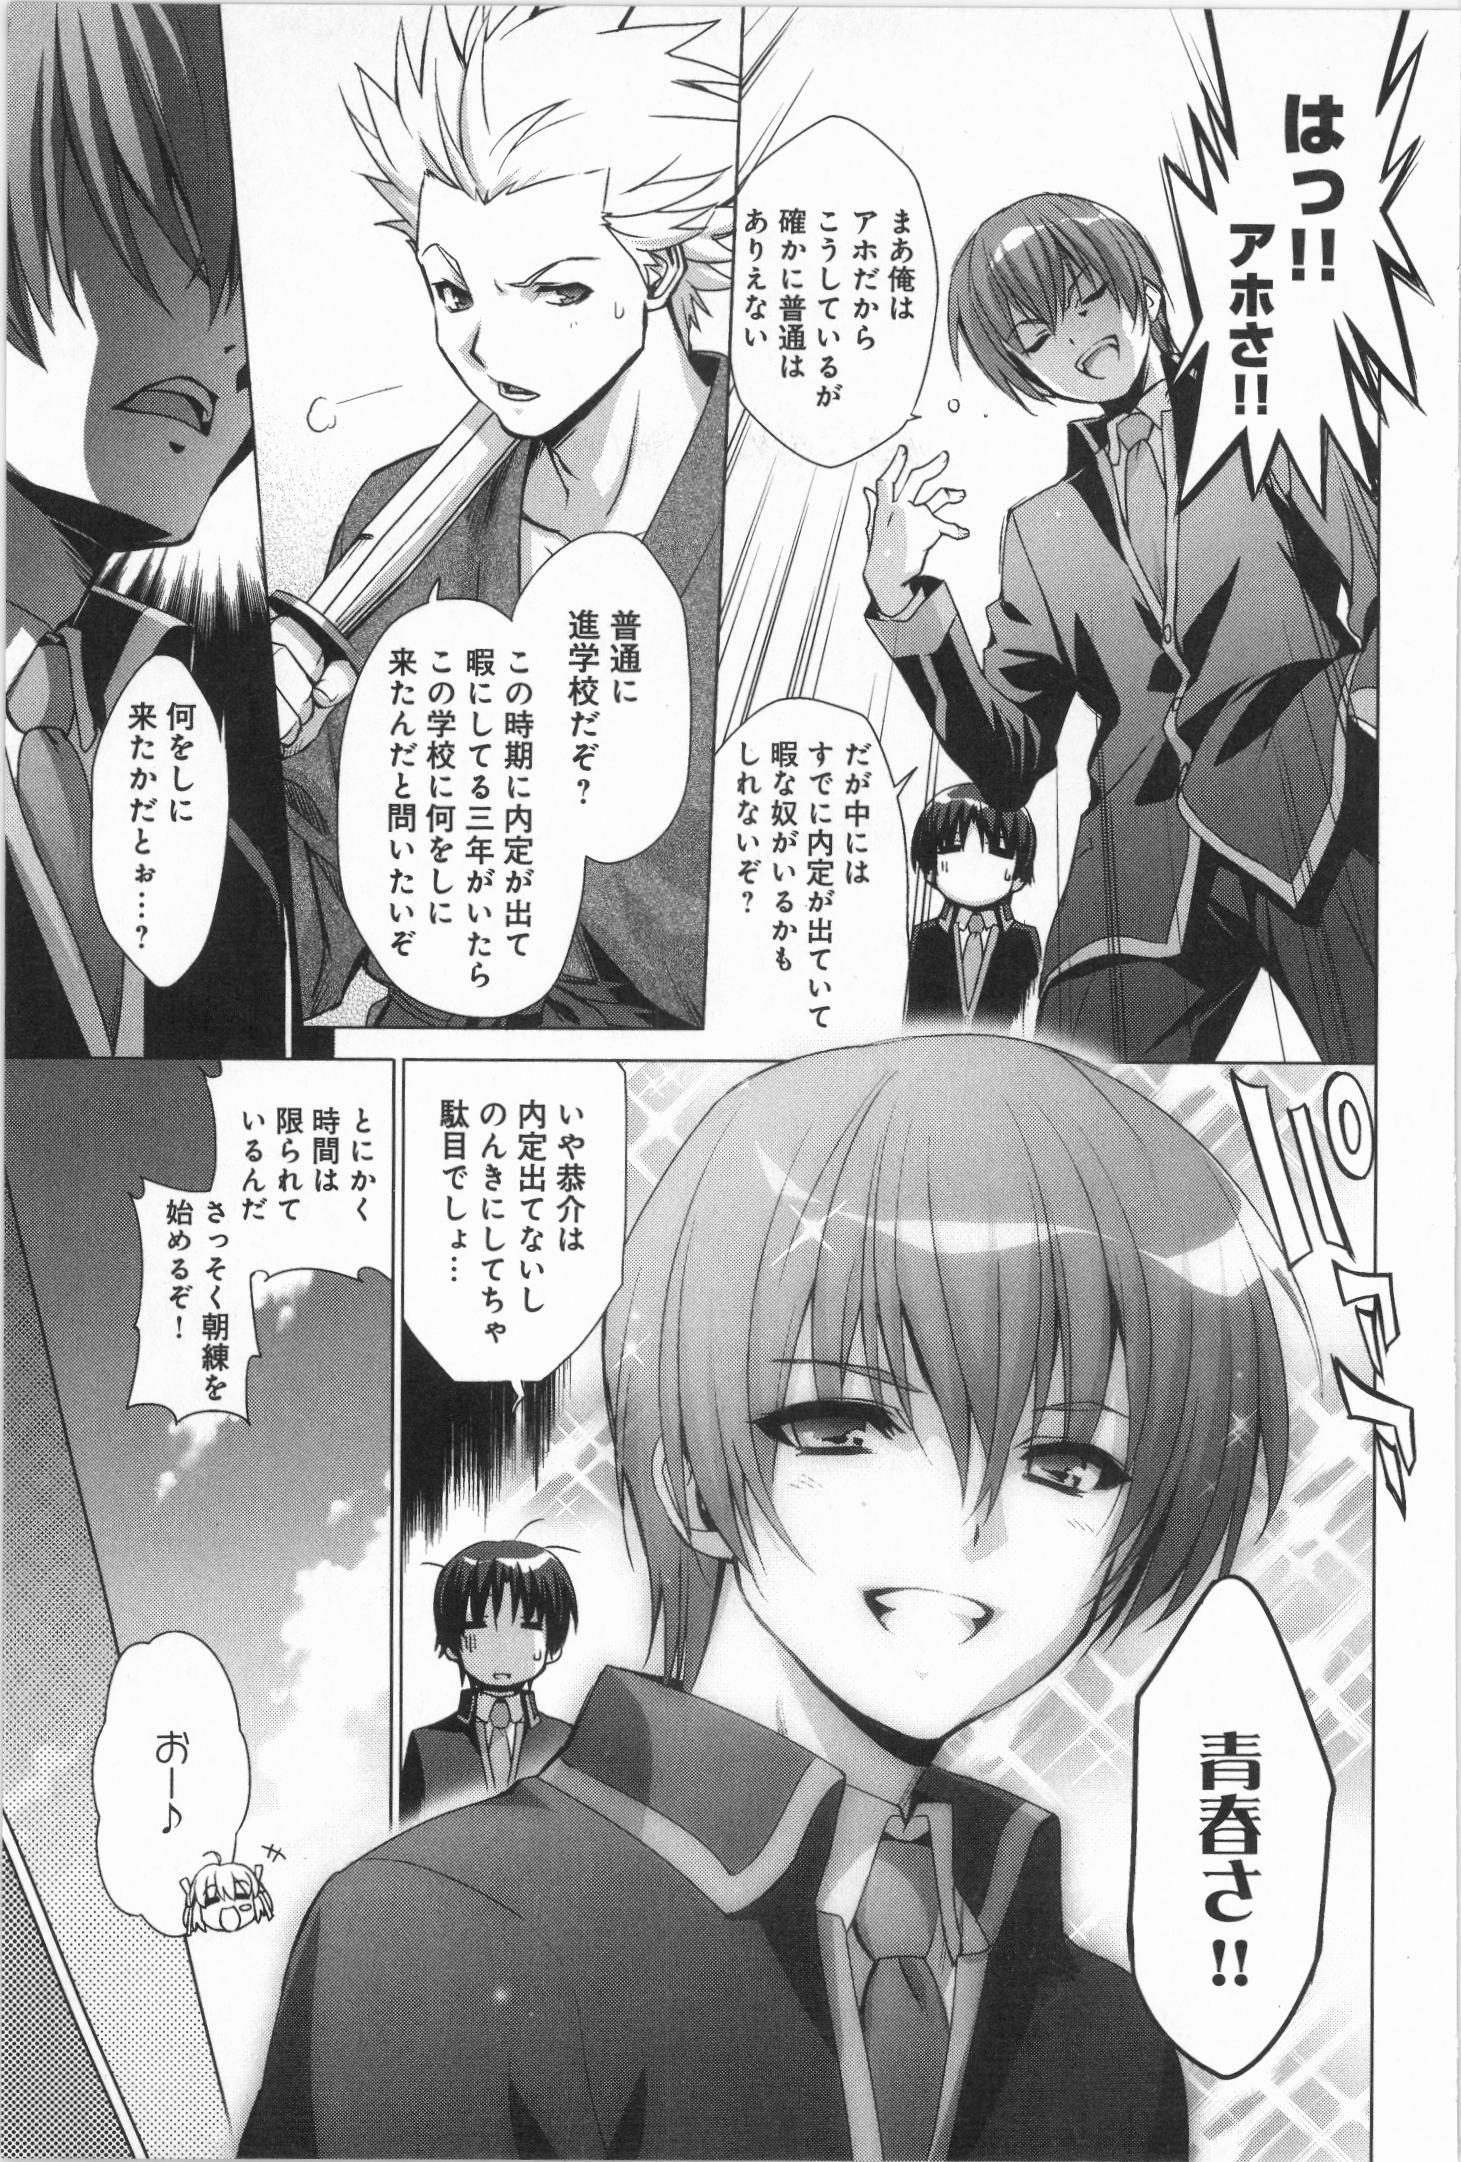 はっ!!
アホさ!!
まあ俺は
アホだから
こうしているが
確かに普通は
ありえない
だが中には
すでに内定が出ていて
暇な奴がいるかも
しれないぞ?
普通に
進学校だぞ?
この時期に内定が出て
暇にしてる三年がいたら
この学校に何をしに
来たんだと問いたいぞ
何をしに
来たかだとぉ…?
パァァ
青春さ!!
いや恭介は
内定出てないし
のんきにしてちゃ
駄目でしょ…
とにかく
時間は
限られて
いるんだ
さっそく朝練を
始めるぞ!
おー♪